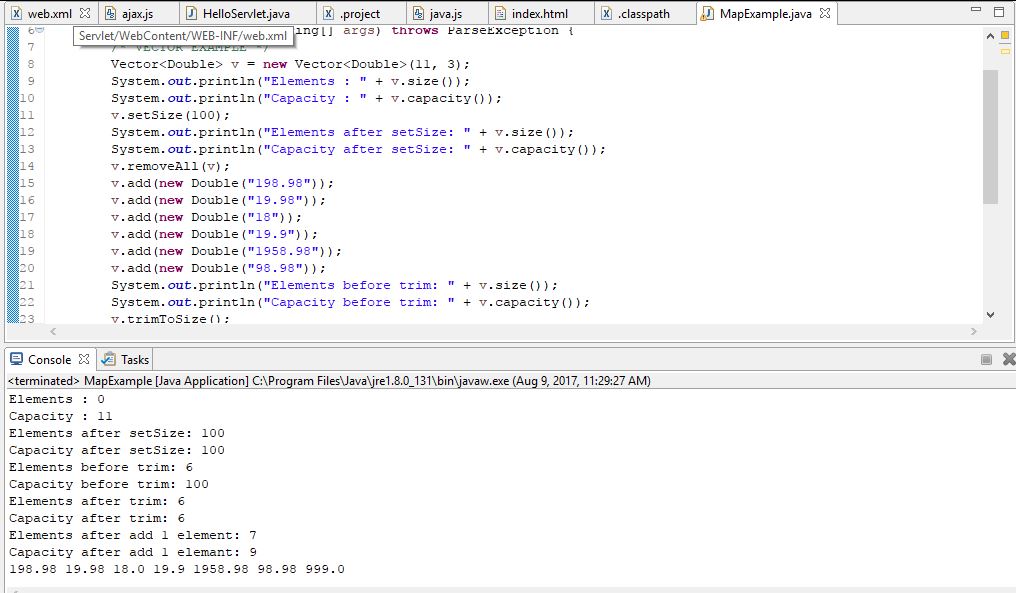 web.xml ajax.js HelloServlet.java .project java.js index.html .classpath MapExample.java
Servlet/WebContent/WEB-INF/web.xml
6 ing[] args) throws ParseException {
7 /* VECTOR EXAMPLE */
8 Vector<Double> v = new Vector<Double>(11, 3);
9 System.out.println("Elements : " + v.size());
10 System.out.println("Capacity : " + v.capacity());
11 v.setSize(100);
12 System.out.println("Elements after setSize: " + v.size());
13 System.out.println("Capacity after setSize: " + v.capacity());
14 v.removeAll(v);
15 v.add(new Double("198.98"));
16 v.add(new Double("19.98"));
17 v.add(new Double("18"));
18 v.add(new Double("19.9"));
19 v.add(new Double("1958.98"));
20 v.add(new Double("98.98"));
21 System.out.println("Elements before trim: " + v.size());
22 System.out.println("Capacity before trim: " + v.capacity());
23 v.trimToSize();
Console Tasks
<terminated> MapExample [Java Application] C:\Program Files\Java\jre1.8.0_131\bin\javaw.exe (Aug 9, 2017, 11:29:27 AM)
Elements : 0
Capacity : 11
Elements after setSize: 100
Capacity after setSize: 100
Elements before trim: 6
Capacity before trim: 100
Elements after trim: 6
Capacity after trim: 6
Elements after add 1 element: 7
Capacity after add 1 elemant: 9
198.98 19.98 18.0 19.9 1958.98 98.98 999.0